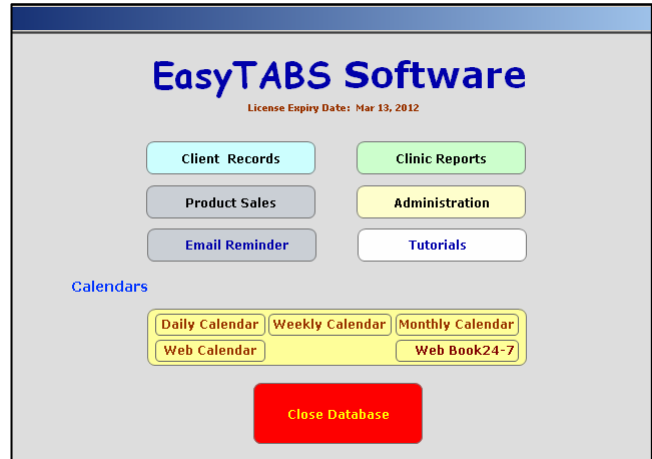 EasyTABS Software
License Expiry Date: Mar 13, 2012
Client Records Clinic Reports
Product Sales Administration
Email Reminder Tutorials
Calendars
Daily Calendar Weekly Calendar Monthly Calendar
Web Calendar Web Book24-7
Close Database